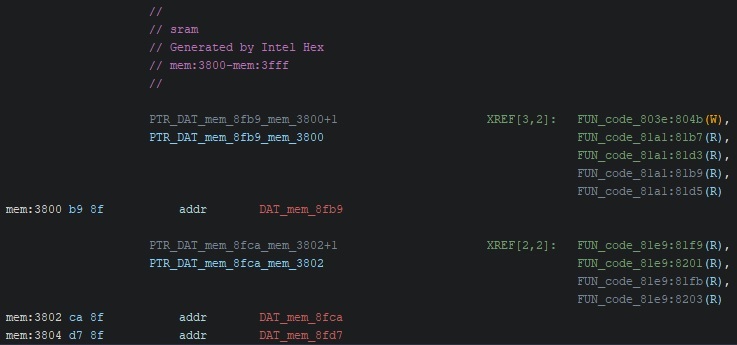 //
// sram
// Generated by Intel Hex
// mem:3800-mem:3fff
//
PTR_DAT_mem_8fb9_mem_3800+1 XREF[3,2]: FUN_code_803e:804b(W),
PTR_DAT_mem_8fb9_mem_3800 FUN_code_81a1:81b7(R),
FUN_code_81a1:81d3(R),
FUN_code_81a1:81b9(R),
FUN_code_81a1:81d5(R)
mem:3800 b9 8f addr DAT_mem_8fb9
PTR_DAT_mem_8fca_mem_3802+1 XREF[2,2]: FUN_code_81e9:81f9(R),
PTR_DAT_mem_8fca_mem_3802 FUN_code_81e9:8201(R),
FUN_code_81e9:81fb(R),
FUN_code_81e9:8203(R)
mem:3802 ca 8f addr DAT_mem_8fca
mem:3804 d7 8f addr DAT_mem_8fd7